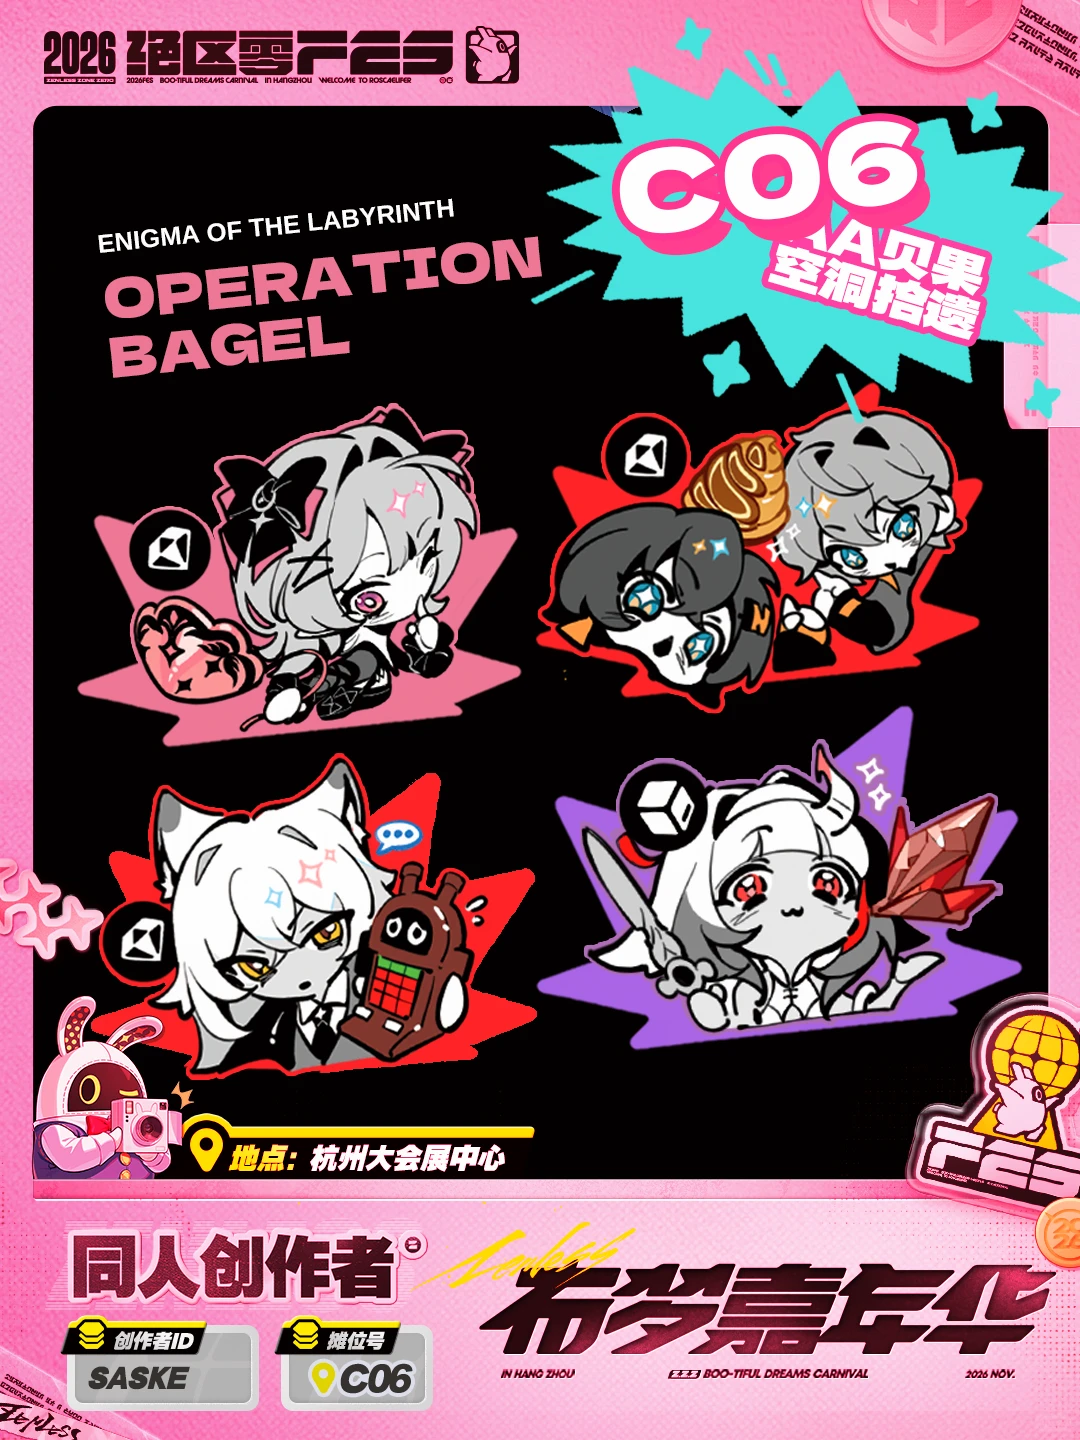 2026 绝区零FES
ZENLESS ZONE ZERO
2026FES BOO-TIFUL DREAMS CARNIVAL IN HANGZHOU WELCOME TO ROSCAELIFER
C06
AA贝果
空洞拾遗
ENIGMA OF THE LABYRINTH
OPERATION
BAGEL
地点：杭州大会展中心
FES
同人创作者
Zenless
布梦嘉年华
创作者ID
SASKE
摊位号
C06
IN HANG ZHOU
ZZZ BOO-TIFUL DREAMS CARNIVAL
2026 NOV.